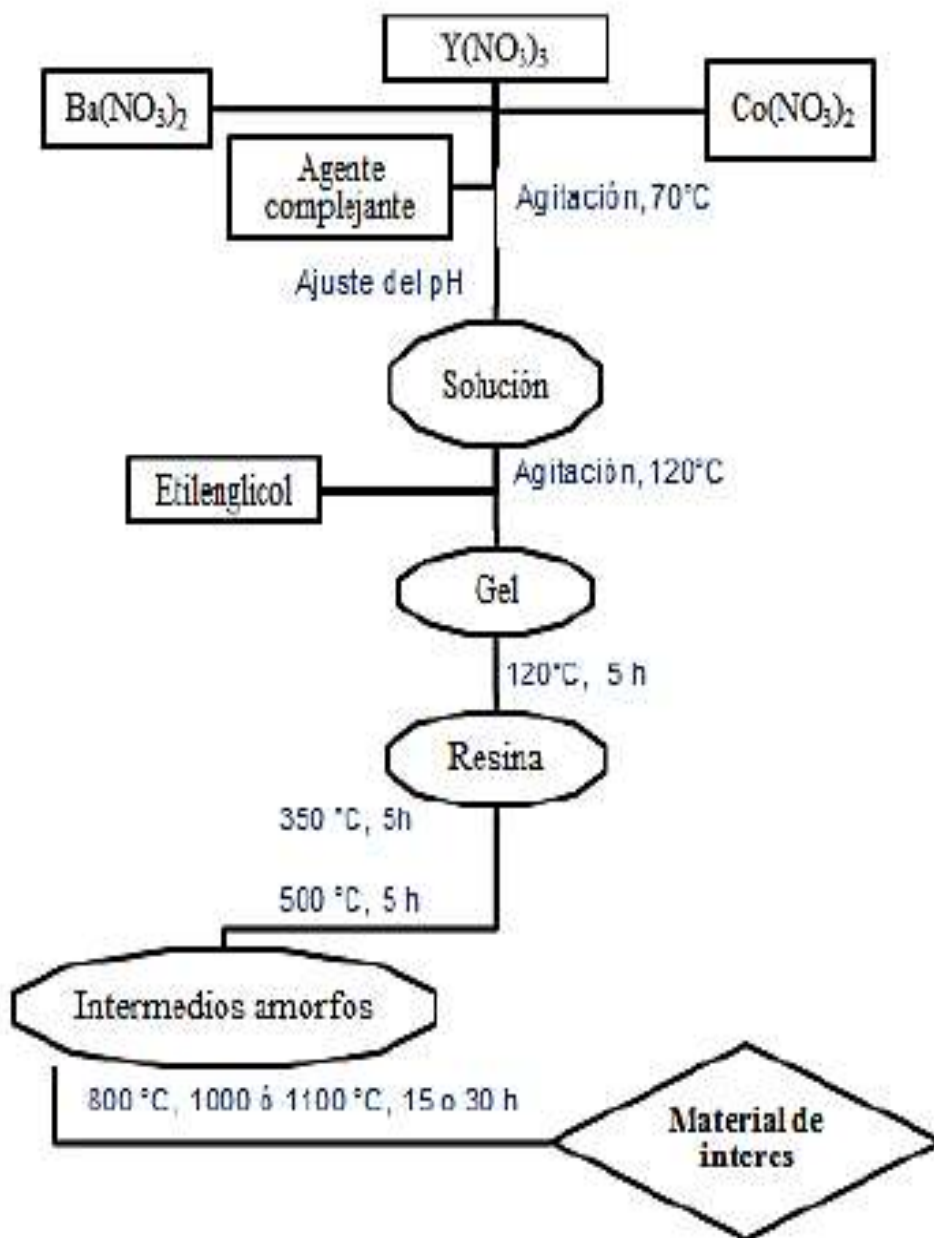 Y(NO₃)₃
Ba(NO₃)₂
Co(NO₃)₂
Agente
complejante
Agitación, 70°C
Ajuste del pH
Solución
Agitación, 120°C
Etilenglicol
Gel
120°C, 5 h
Resina
350 °C, 5h
500 °C, 5 h
Intermedios amorfos
800 °C, 1000 ó 1100 °C, 15 o 30 h
Material de
interes